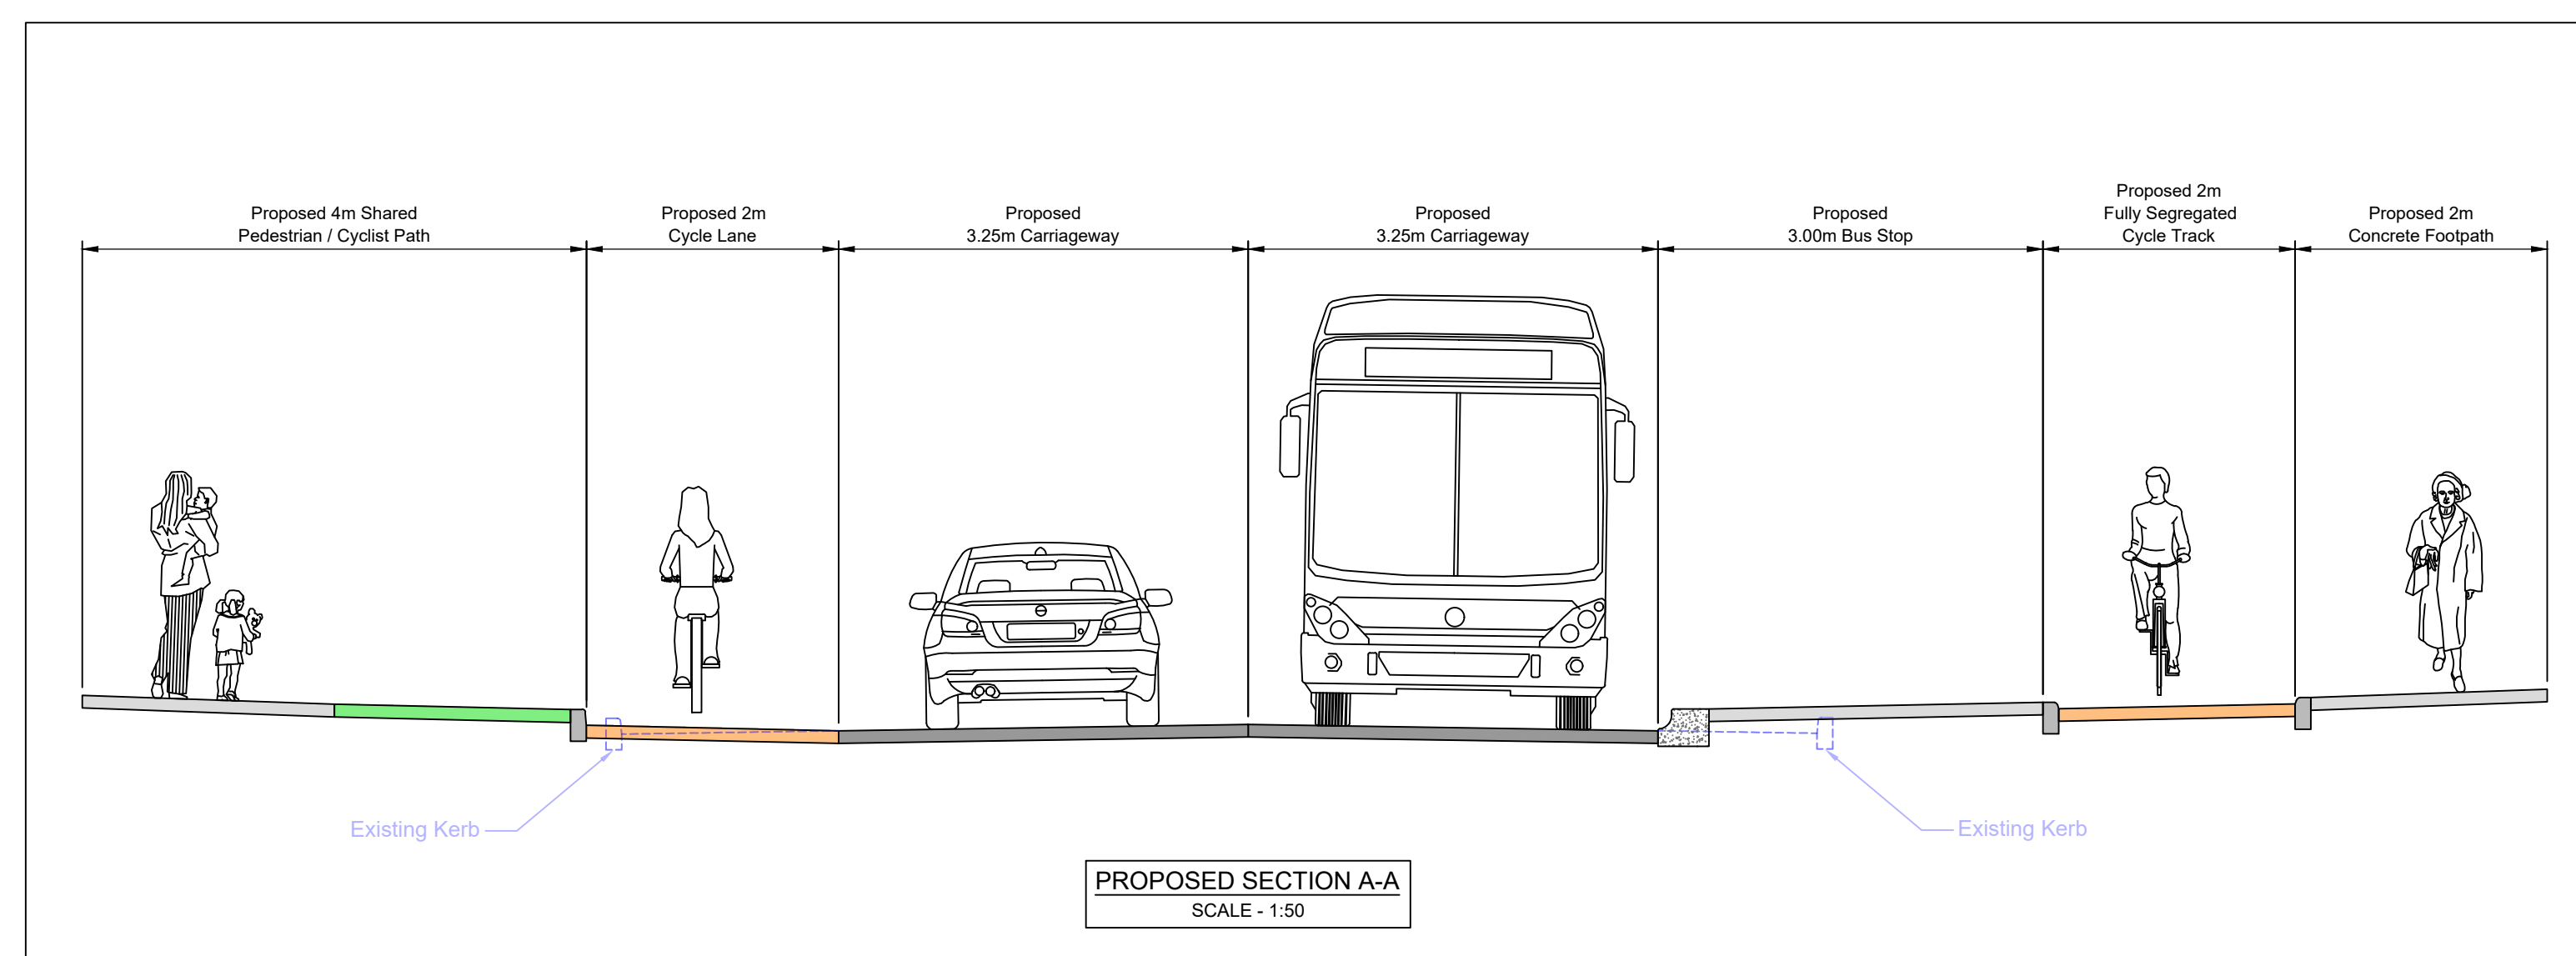 Proposed 4m Shared
Pedestrian / Cyclist Path
Proposed 2m
Cycle Lane
Proposed
3.25m Carriageway
Proposed
3.25m Carriageway
Proposed
3.00m Bus Stop
Proposed 2m
Fully Segregated
Cycle Track
Proposed 2m
Concrete Footpath
Existing Kerb
Existing Kerb
PROPOSED SECTION A-A
SCALE - 1:50